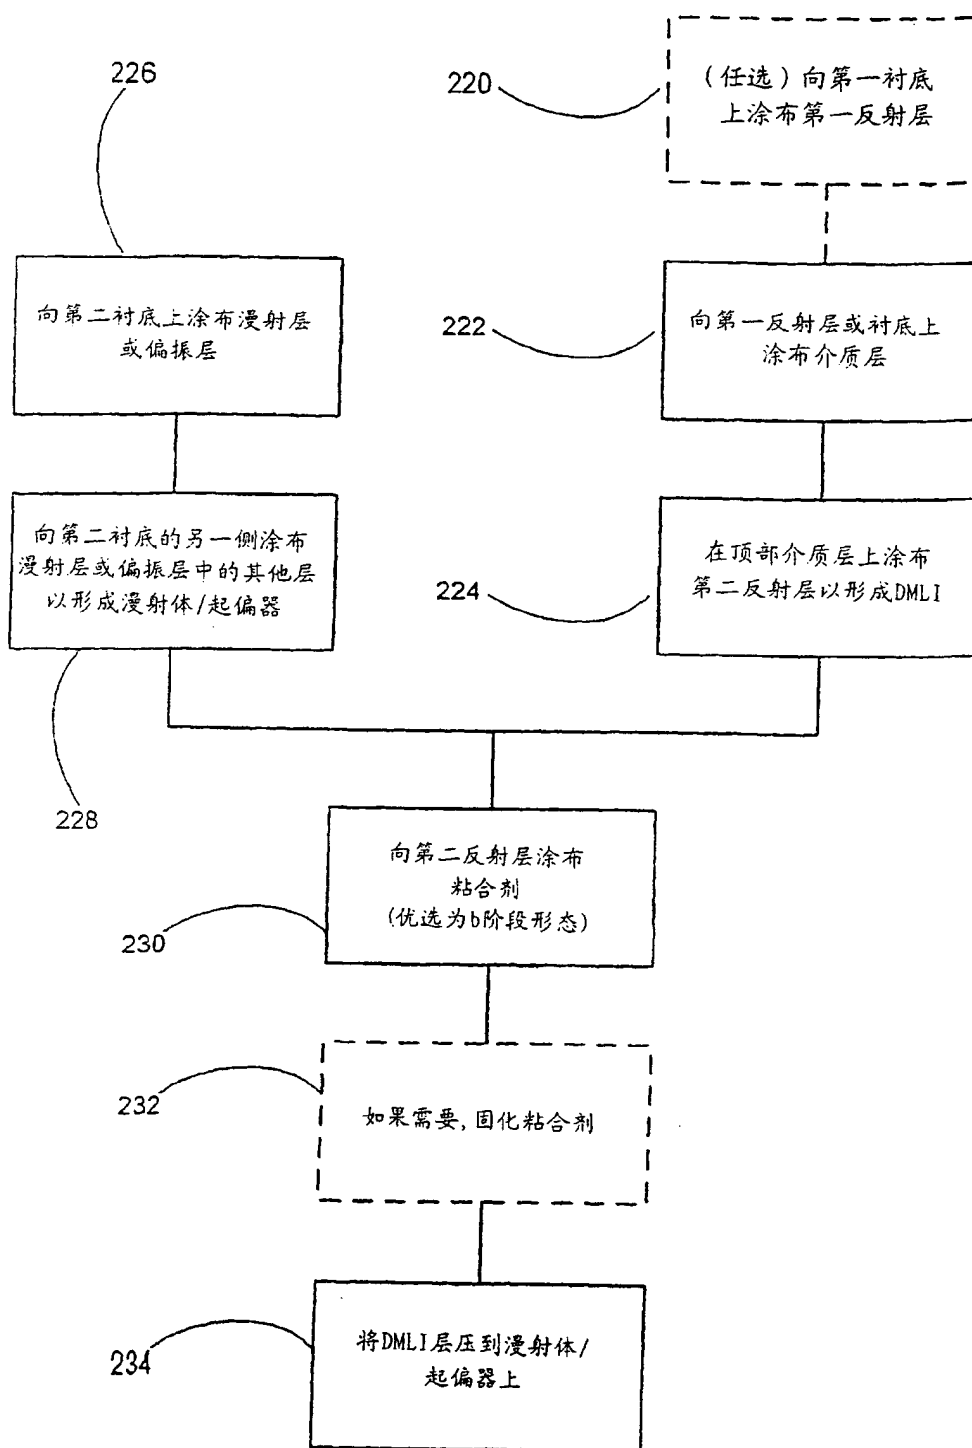 226
220
(任选)向第一衬底
上涂布第一反射层
向第二衬底上涂布漫射层
或偏振层
222
向第一反射层或衬底上
涂布介质层
向第二衬底的另一侧涂布
漫射层或偏振层中的其他层
以形成漫射体/起偏器
224
在顶部介质层上涂布
第二反射层以形成DMLI
228
向第二反射层涂布
粘合剂
(优选为b阶段形态)
230
232
如果需要,固化粘合剂
将DMLI层压到漫射体/
起偏器上
234